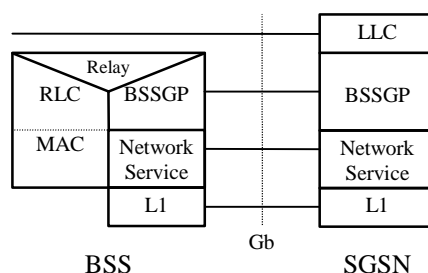 LLC
Relay
RLC
BSSGP
BSSGP
MAC
Network
Service
Network
Service
L1
L1
Gb
BSS
SGSN